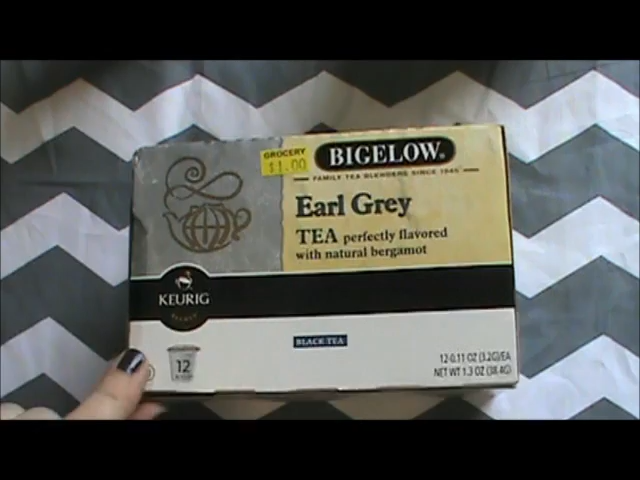 GROCERY
$1.00
BIGELOW®
FAMILY TEA BLENDERS SINCE 1945
Earl Grey
TEA perfectly flavored
with natural bergamot
KEURIG
BLACK TEA
12
12-0.11 OZ (3.2G)/EA
NET WT 1.3 OZ (38.4G)